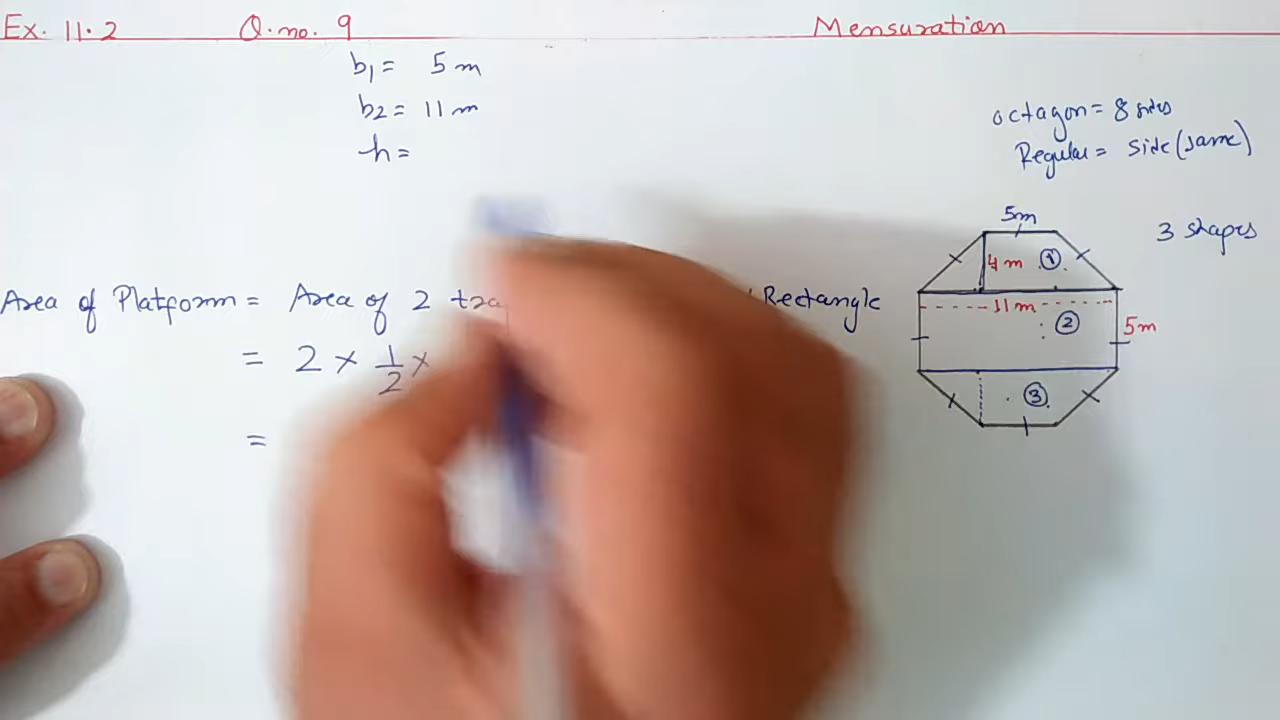 Ex. 11.2 Q. no. 9 Mensuration
b1 = 5 m
b2 = 11 m
h =
octagon = 8 sides
Regular = side (same)
3 shapes
5m
4 m ①
11 m
② 5m
③
Area of Platform = Area of 2 Rectangle
= 2 × 1/2 ×
=